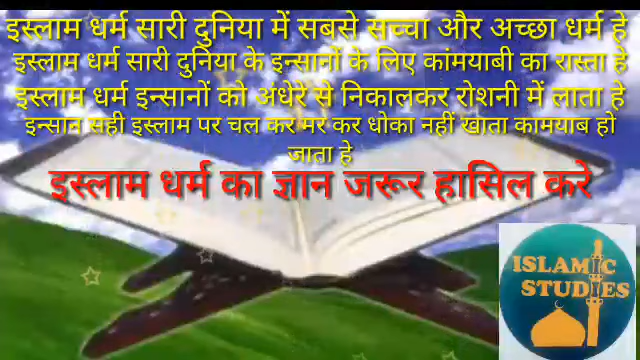 इस्लाम धर्म सारी दुनिया में सबसे सच्चा और अच्छा धर्म हे
इस्लाम धर्म सारी दुनिया के इन्सानों के लिए कांमयाबी का रास्ता हे
इस्लाम धर्म इन्सानों को अंधेरे से निकालकर रोशनी में लाता हे
इन्सान सही इस्लाम पर चल कर मर कर धोका नहीं खाता कामयाब हो
जाता हे
इस्लाम धर्म का ज्ञान जरूर हासिल करे
ISLAMIC
STUDIES